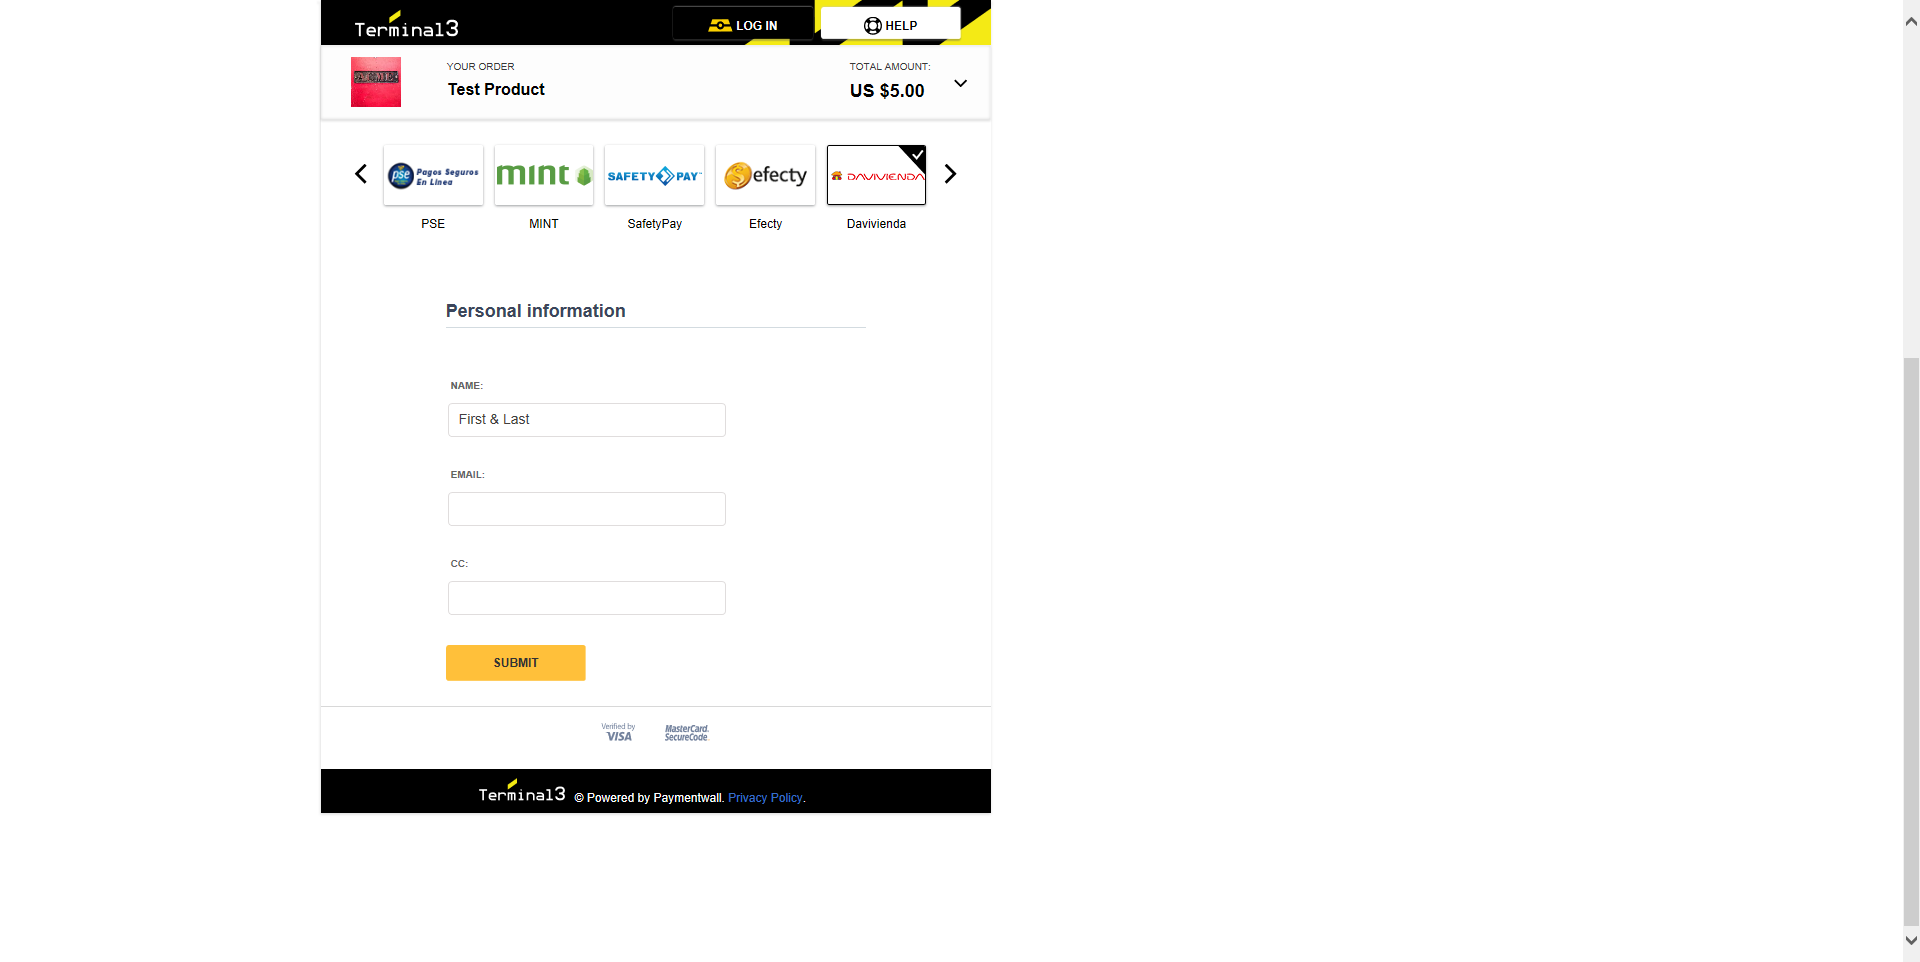 Terminal3
LOG IN
HELP
YOUR ORDER
Test Product
TOTAL AMOUNT:
US $5.00
pse Pagos Seguros
En Linea
mint
SAFETY PAY
efecty
DAVIVIENDA
PSE
MINT
SafetyPay
Efecty
Davivienda
Personal information
NAME:
First & Last
EMAIL:
CC:
SUBMIT
Verified by
VISA
MasterCard.
SecureCode.
Terminal3 © Powered by Paymentwall. Privacy Policy.